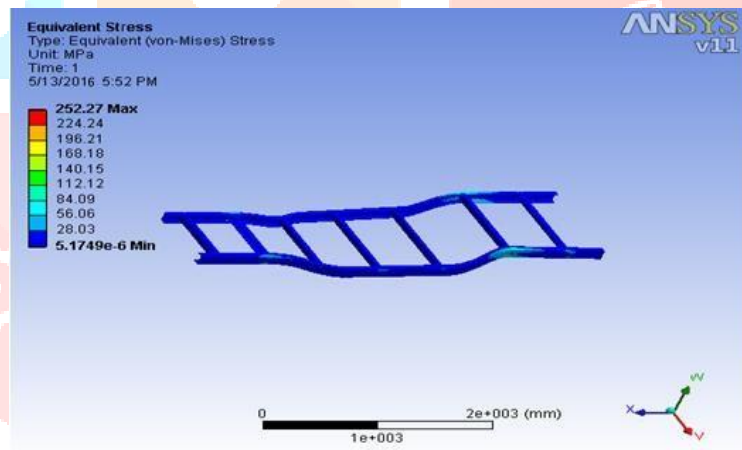 Equivalent Stress
Type: Equivalent (von-Mises) Stress
Unit: MPa
Time: 1
5/13/2016 5:52 PM
252.27 Max
224.24
196.21
168.18
140.15
112.12
84.09
56.06
28.03
5.1749e-6 Min
ANSYS
v11
X
W
V
0
2e+003 (mm)
1e+003